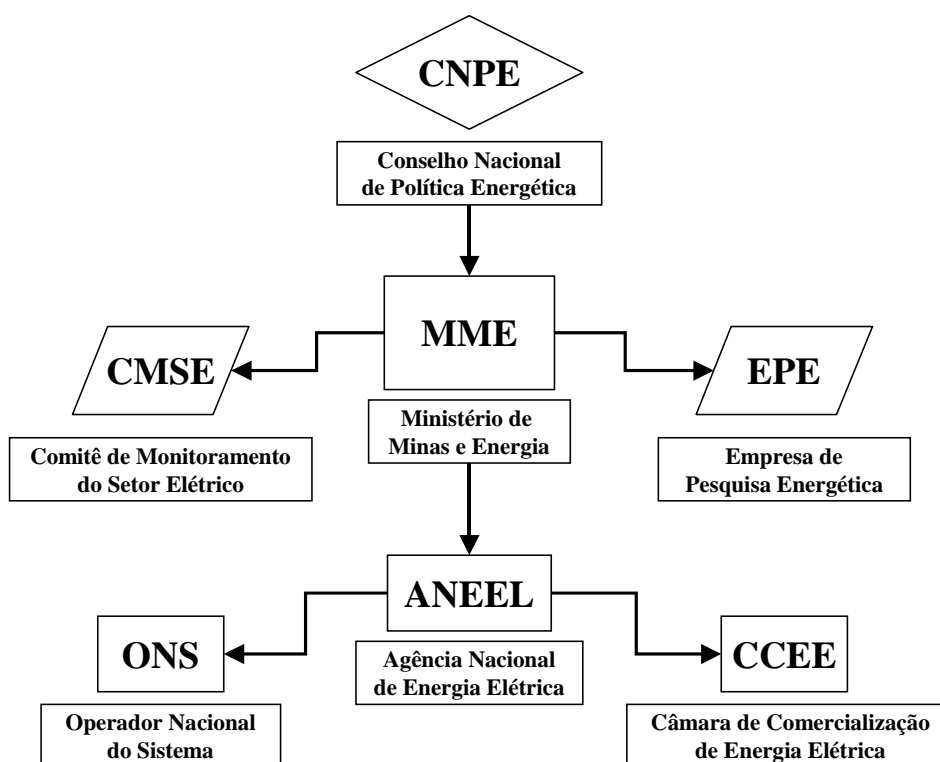 CNPE
Conselho Nacional
de Política Energética
MME
CMSE
EPE
Ministério de
Minas e Energia
Comitê de Monitoramento
do Setor Elétrico
Empresa de
Pesquisa Energética
ANEEL
ONS
CCEE
Agência Nacional
de Energia Elétrica
Operador Nacional
do Sistema
Câmara de Comercialização
de Energia Elétrica